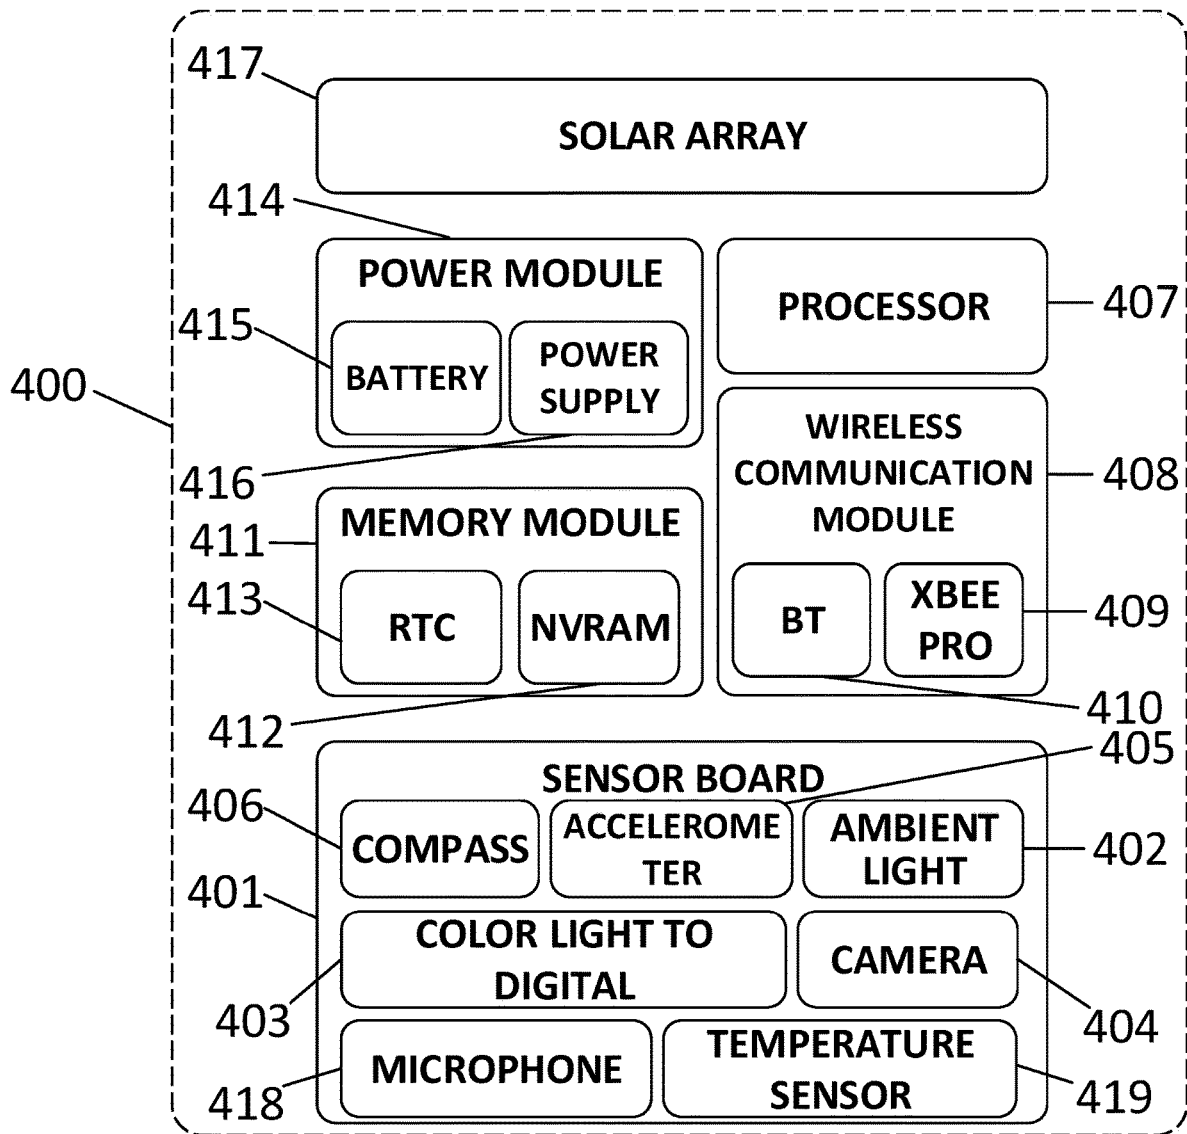 417
SOLAR ARRAY
414
POWER MODULE
415
BATTERY
POWER
SUPPLY
PROCESSOR
407
400
416
WIRELESS
COMMUNICATION
MODULE
408
MEMORY MODULE
411
413
RTC
NVRAM
BT
XBEE
PRO
409
412
410
405
SENSOR BOARD
406
COMPASS
ACCELEROME
TER
AMBIENT
LIGHT
402
401
COLOR LIGHT TO
DIGITAL
CAMERA
403
404
MICROPHONE
TEMPERATURE
SENSOR
418
419